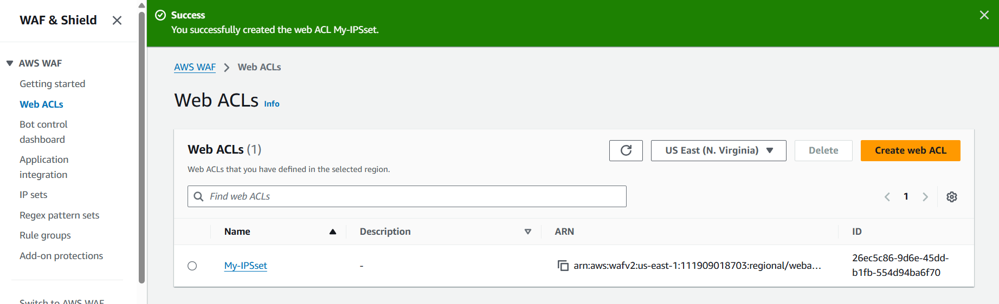 WAF & Shield
AWS WAF
Getting started
Web ACLs
Bot control
dashboard
Application
integration
IP sets
Regex pattern sets
Rule groups
Add-on protections
Switch to AWS WAF
Success
You successfully created the web ACL My-IPSset.
AWS WAF > Web ACLs
Web ACLs Info
Web ACLs (1)
US East (N. Virginia)
Delete
Create web ACL
Web ACLs that you have defined in the selected region.
Find web ACLs
1
Name Description ARN ID
My-IPSset - arn:aws:wafv2:us-east-1:111909018703:regional/weba... 26ec5c86-9d6e-45dd-
b1fb-554d94ba6f70